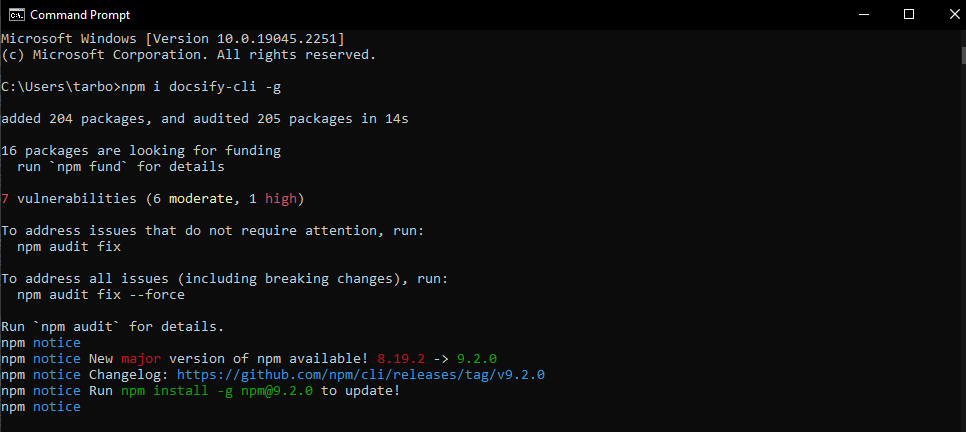 Command Prompt
Microsoft Windows [Version 10.0.19045.2251]
(c) Microsoft Corporation. All rights reserved.
C:\Users\tarbo>npm i docsify-cli -g
added 204 packages, and audited 205 packages in 14s
16 packages are looking for funding
run `npm fund` for details
7 vulnerabilities (6 moderate, 1 high)
To address issues that do not require attention, run:
npm audit fix
To address all issues (including breaking changes), run:
npm audit fix --force
Run `npm audit` for details.
npm notice
npm notice New major version of npm available! 8.19.2 -> 9.2.0
npm notice Changelog: https://github.com/npm/cli/releases/tag/v9.2.0
npm notice Run npm install -g npm@9.2.0 to update!
npm notice